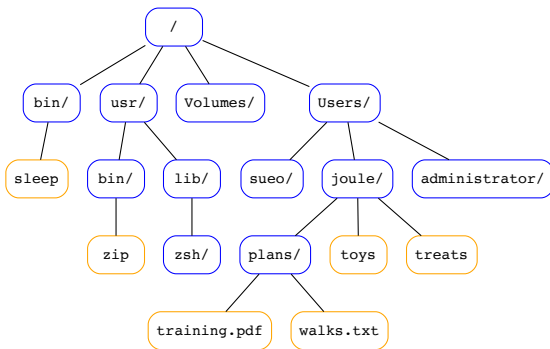 /
bin/
usr/
Volumes/
Users/
sleep
bin/
lib/
sueo/
joule/
administrator/
zip
zsh/
plans/
toys
treats
training.pdf
walks.txt